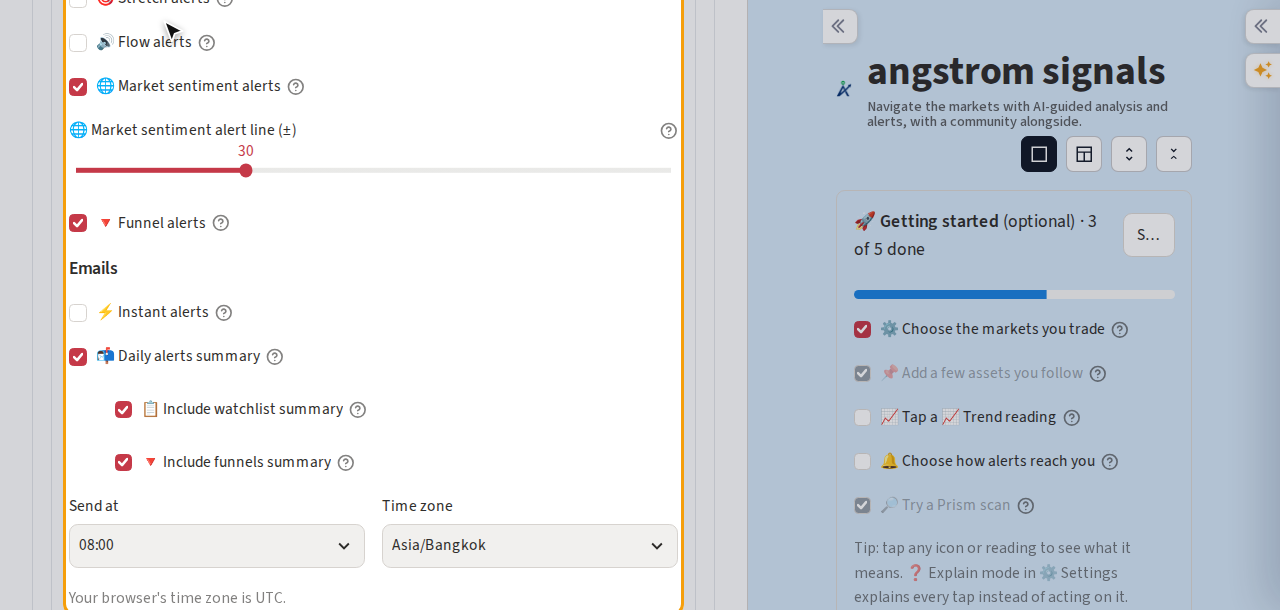 Stretch alerts
Flow alerts
Market sentiment alerts
Market sentiment alert line (±)
30
Funnel alerts
Emails
Instant alerts
Daily alerts summary
Include watchlist summary
Include funnels summary
Send at
Time zone
08:00
Asia/Bangkok
Your browser's time zone is UTC.
angstrom signals
Navigate the markets with AI-guided analysis and
alerts, with a community alongside.
Getting started (optional) · 3
of 5 done
S…
Choose the markets you trade
Add a few assets you follow
Tap a 📈 Trend reading
Choose how alerts reach you
Try a Prism scan
Tip: tap any icon or reading to see what it
means. ❓ Explain mode in ⚙️ Settings
explains every tap instead of acting on it.